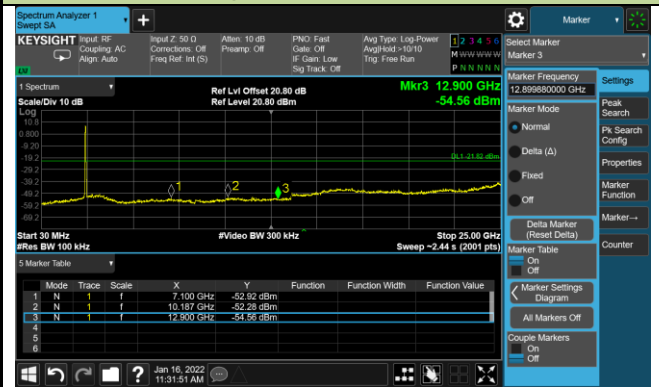 Spectrum Analyzer 1
Swept SA
Marker
KEYSIGHT
Input: RF
Coupling: AC
Align: Auto
Input Z: 50 Ω
Corrections: Off
Freq Ref: Int (S)
Atten: 10 dB
Preamp: Off
PNO: Fast
Gate: Off
IF Gain: Low
Sig Track: Off
Avg Type: Log-Power
Avg|Hold:>10/10
Trig: Free Run
1 2 3 4 5 6
M W W W W W
P N N N N N
LXI
Select Marker
Marker 3
1 Spectrum
Scale/Div 10 dB
Log
Ref Lvl Offset 20.80 dB
Ref Level 20.80 dBm
Mkr3 12.900 GHz
-54.56 dBm
10.8
0.800
-9.20
-19.2
-29.2
-39.2
-49.2
-59.2
-69.2
DL1 -21.62 dBm
1
2
3
Start 30 MHz
#Res BW 100 kHz
#Video BW 300 kHz
Stop 25.00 GHz
Sweep ~2.44 s (2001 pts)
5 Marker Table
Mode Trace Scale X Y Function Function Width Function Value
1 N 1 f 7.100 GHz -52.92 dBm
2 N 1 f 10.187 GHz -52.28 dBm
3 N 1 f 12.900 GHz -54.56 dBm
4
5
6
Marker Frequency
12.899880000 GHz
Marker Mode
Normal
Delta (Δ)
Fixed
Off
Delta Marker
(Reset Delta)
Marker Table
On
Off
Marker Settings
Diagram
All Markers Off
Couple Markers
On
Off
Settings
Peak
Search
Pk Search
Config
Properties
Marker
Function
Marker→
Counter
?
Jan 16, 2022
11:31:51 AM